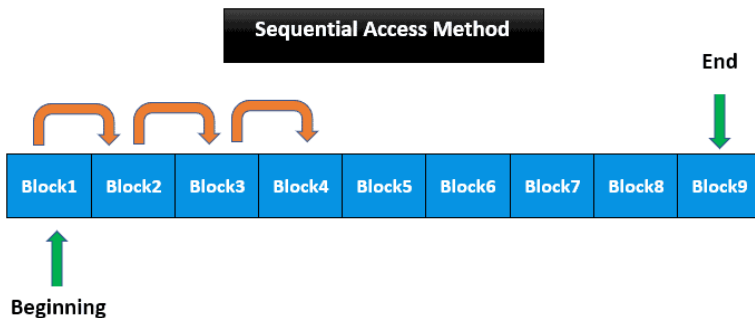 Sequential Access Method
End
Block1 Block2 Block3 Block4 Block5 Block6 Block7 Block8 Block9
Beginning